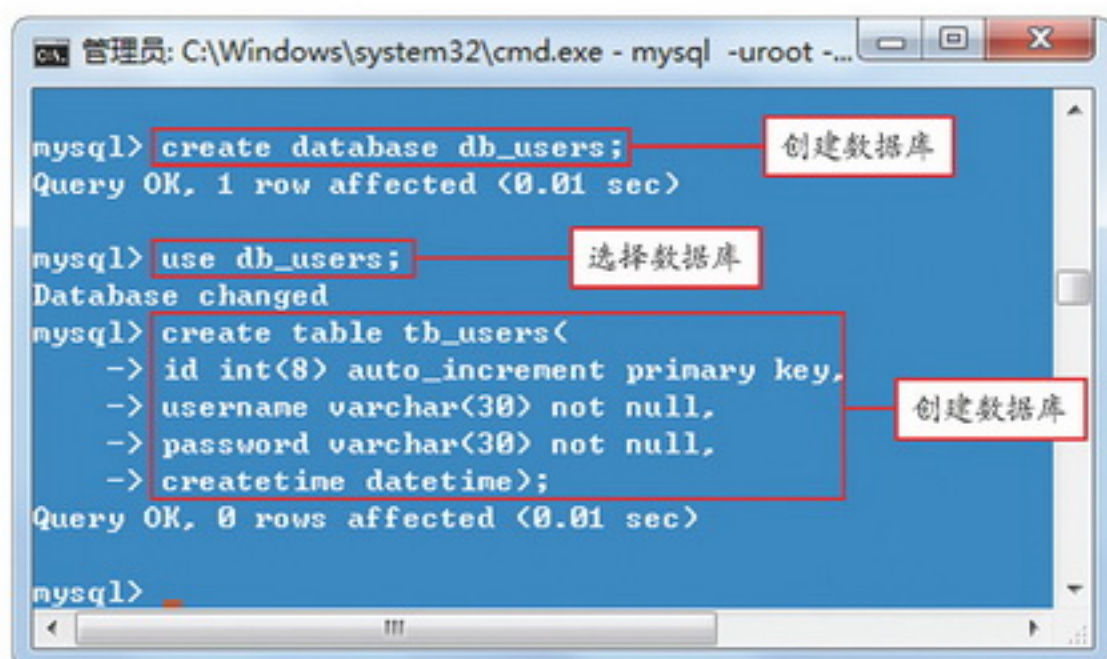 管理员: C:\Windows\system32\cmd.exe - mysql  -uroot -...
mysql> create database db_users;
创建数据库
Query OK, 1 row affected (0.01 sec)
mysql> use db_users;
选择数据库
Database changed
mysql> create table tb_users(
-> id int(8) auto_increment primary key,
-> username varchar(30) not null,
创建数据库
-> password varchar(30) not null,
-> createtime datetime);
Query OK, 0 rows affected (0.01 sec)
mysql>